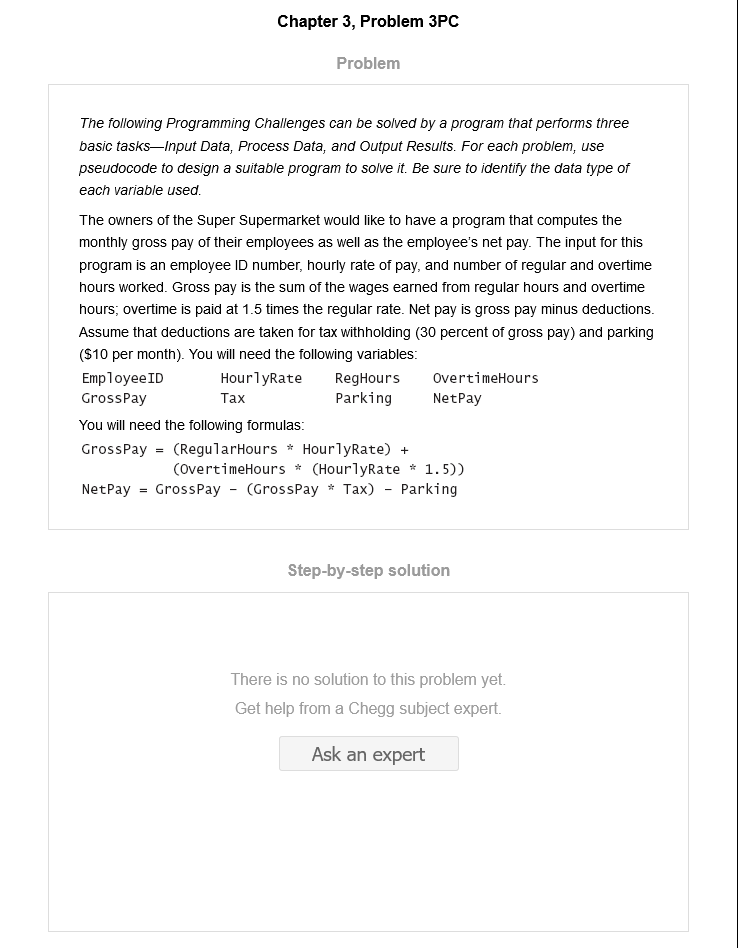 Chapter 3, Problem 3PC
Problem
The following Programming Challenges can be solved by a program that performs three
basic tasks—Input Data, Process Data, and Output Results. For each problem, use
pseudocode to design a suitable program to solve it. Be sure to identify the data type of
each variable used.
The owners of the Super Supermarket would like to have a program that computes the
monthly gross pay of their employees as well as the employee's net pay. The input for this
program is an employee ID number, hourly rate of pay, and number of regular and overtime
hours worked. Gross pay is the sum of the wages earned from regular hours and overtime
hours; overtime is paid at 1.5 times the regular rate. Net pay is gross pay minus deductions.
Assume that deductions are taken for tax withholding (30 percent of gross pay) and parking
($10 per month). You will need the following variables:
EmployeeID HourlyRate RegHours OvertimeHours
GrossPay Tax Parking NetPay
You will need the following formulas:
GrossPay = (RegularHours * HourlyRate) +
(OvertimeHours * (HourlyRate * 1.5))
NetPay = GrossPay – (GrossPay * Tax) – Parking
Step-by-step solution
There is no solution to this problem yet.
Get help from a Chegg subject expert.
Ask an expert